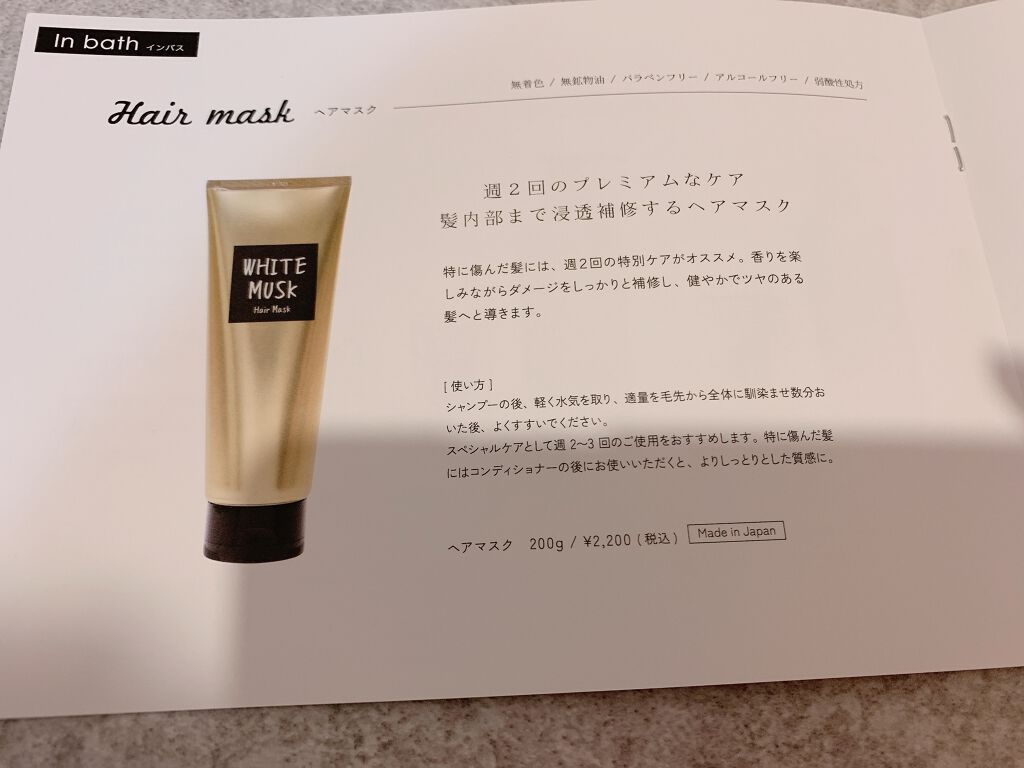 In bath インバス
無着色 / 無鉱物油 / パラベンフリー / アルコールフリー / 弱酸性処方
Hair mask ヘアマスク
週2回のプレミアムなケア
髪内部まで浸透補修するヘアマスク
WHITE
MUSK
Hair Mask
特に傷んだ髪には、週2回の特別ケアがオススメ。香りを楽
しみながらダメージをしっかりと補修し、健やかでツヤのある
髪へと導きます。
[ 使い方 ]
シャンプーの後、軽く水気を取り、適量を毛先から全体に馴染ませ数分お
いた後、よくすすいでください。
スペシャルケアとして週 2〜3 回のご使用をおすすめします。特に傷んだ髪
にはコンディショナーの後にお使いいただくと、よりしっとりとした質感に。
ヘアマスク 200g / ¥2,200 ( 税込 ) Made in Japan